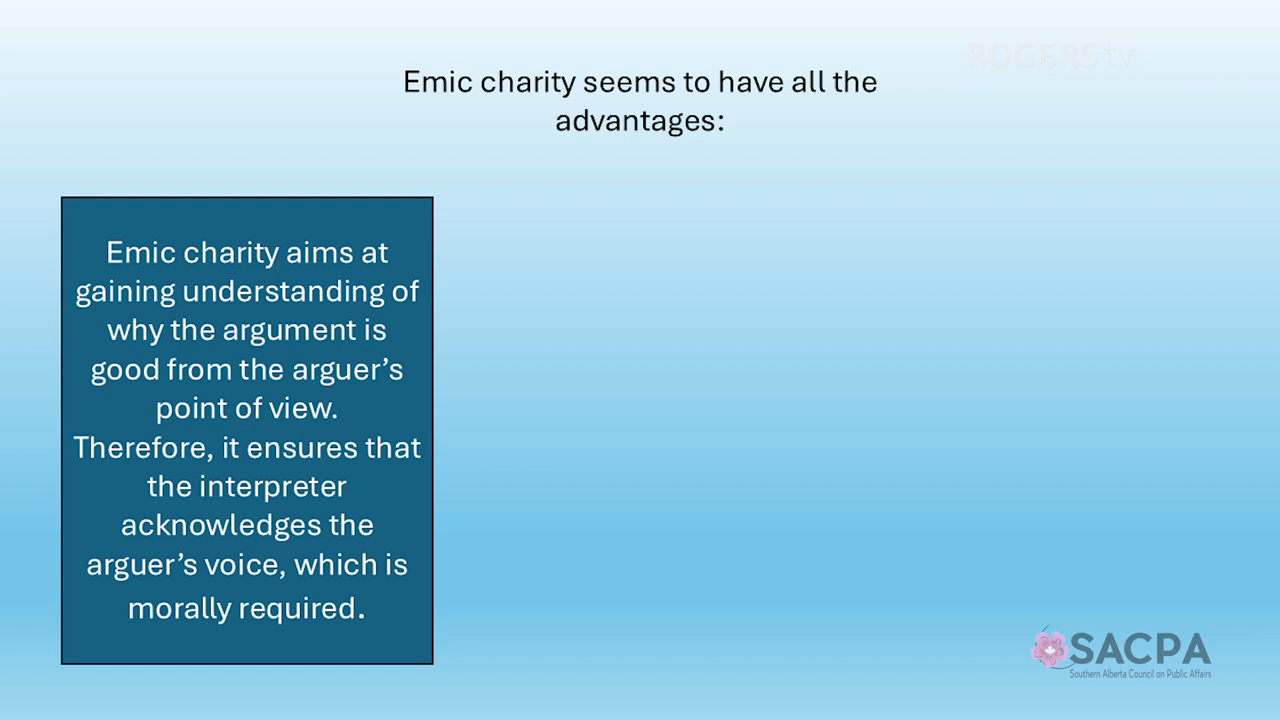 ROGERStv
Emic charity seems to have all the
advantages:
Emic charity aims at
gaining understanding of
why the argument is
good from the arguer’s
point of view.
Therefore, it ensures that
the interpreter
acknowledges the
arguer’s voice, which is
morally required.
SACPA
Southern Alberta Council on Public Affairs